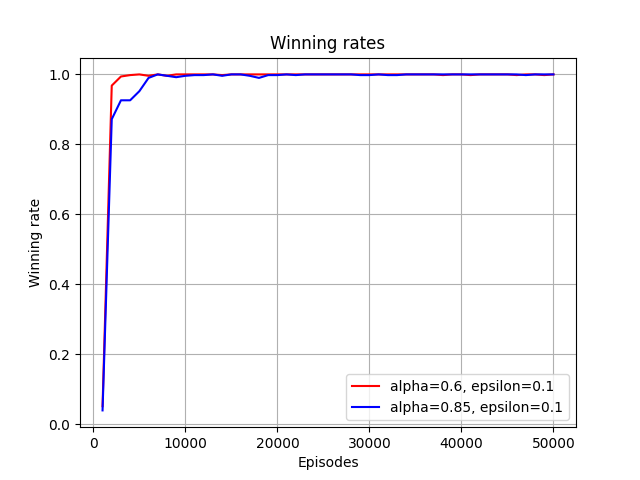 Winning rates
1.0
0.8
0.6
0.4
0.2
0.0
Winning rate
alpha=0.6, epsilon=0.1
alpha=0.85, epsilon=0.1
0 10000 20000 30000 40000 50000
Episodes